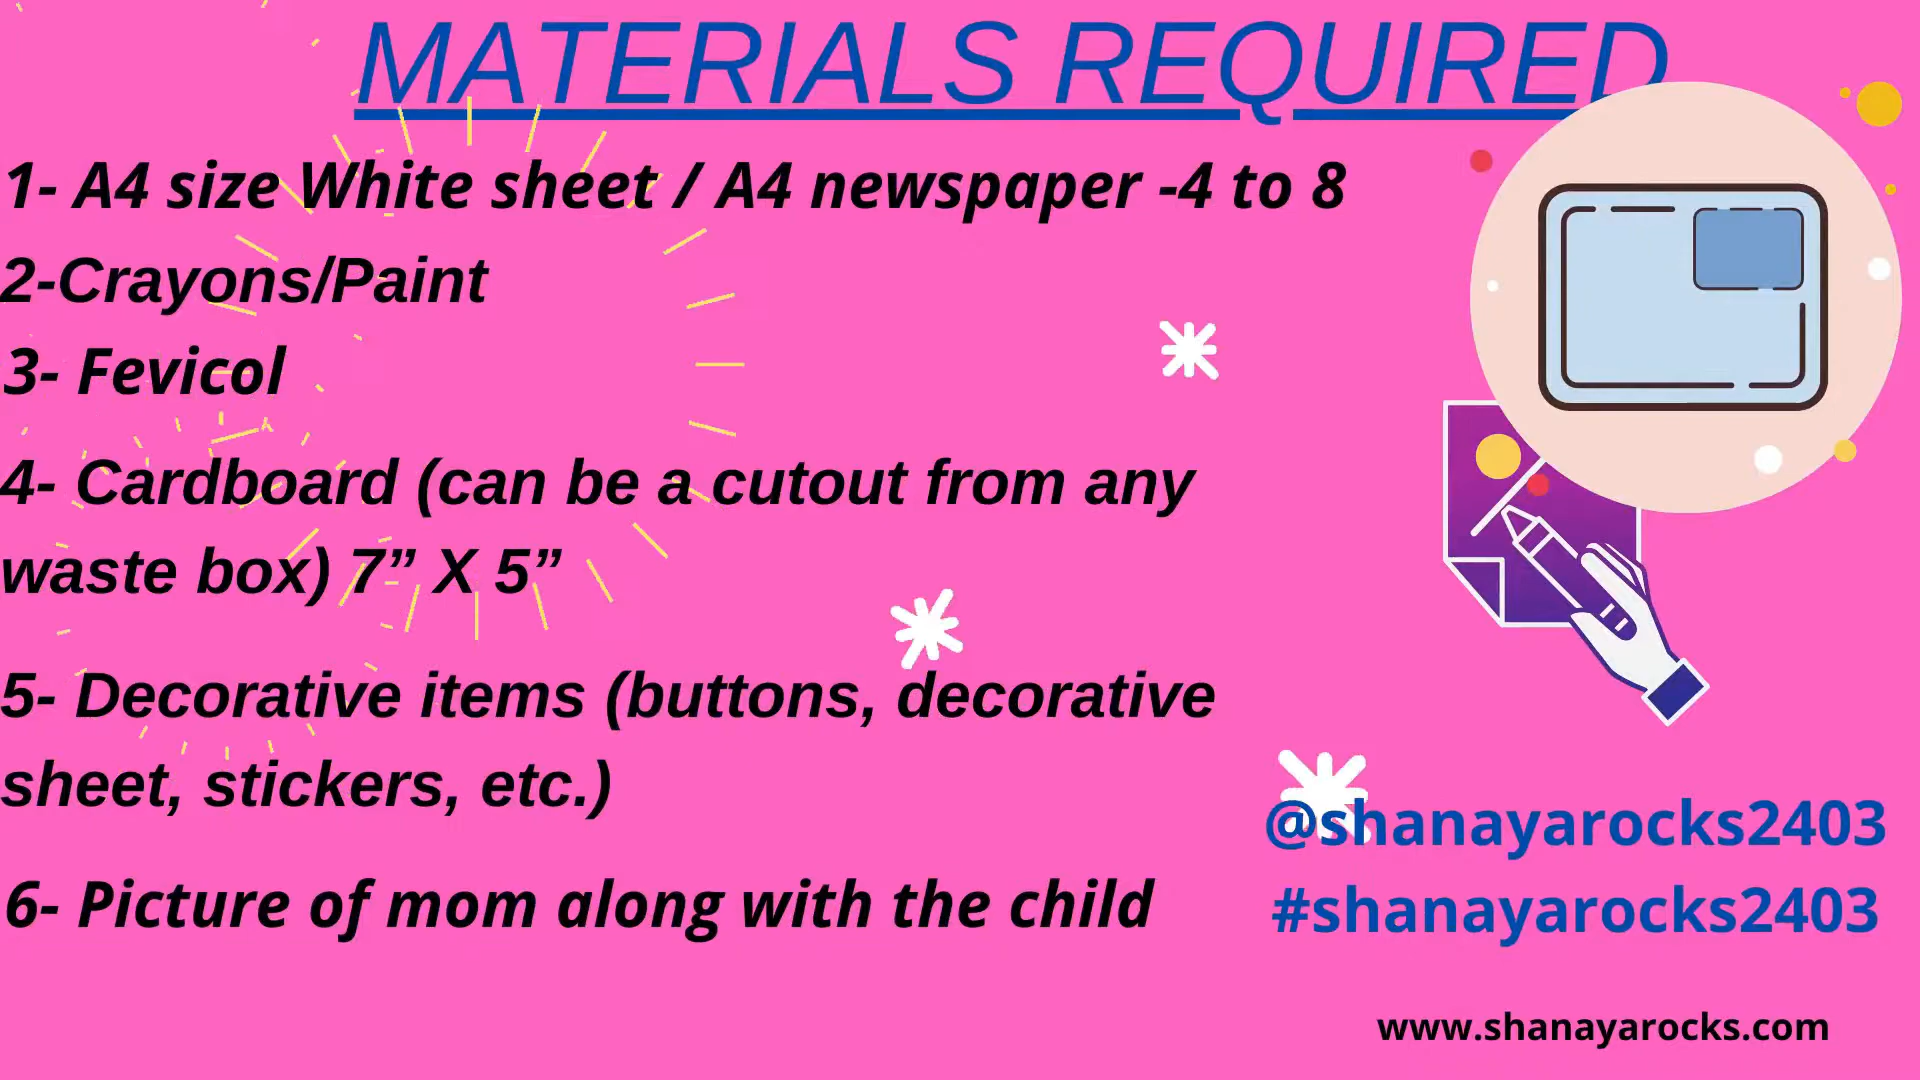 MATERIALS REQUIRED
1- A4 size White sheet / A4 newspaper -4 to 8
2-Crayons/Paint
3- Fevicol
4- Cardboard (can be a cutout from any
waste box) 7” X 5”
5- Decorative items (buttons, decorative
sheet, stickers, etc.)
6- Picture of mom along with the child
@shanayarocks2403
#shanayarocks2403
www.shanayarocks.com